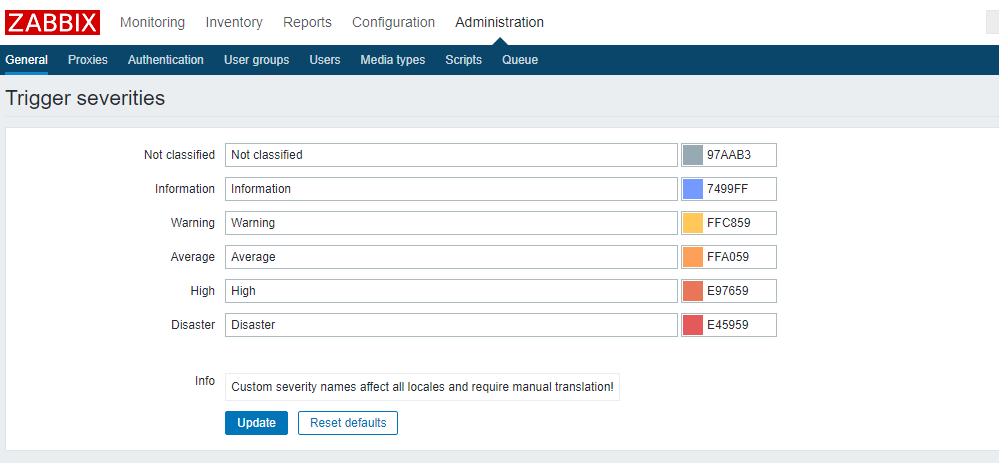 ZABBIX Monitoring Inventory Reports Configuration Administration
General Proxies Authentication User groups Users Media types Scripts Queue
Trigger severities
Not classified Not classified 97AAB3
Information Information 7499FF
Warning Warning FFC859
Average Average FFA059
High High E97659
Disaster Disaster E45959
Info Custom severity names affect all locales and require manual translation!
Update Reset defaults